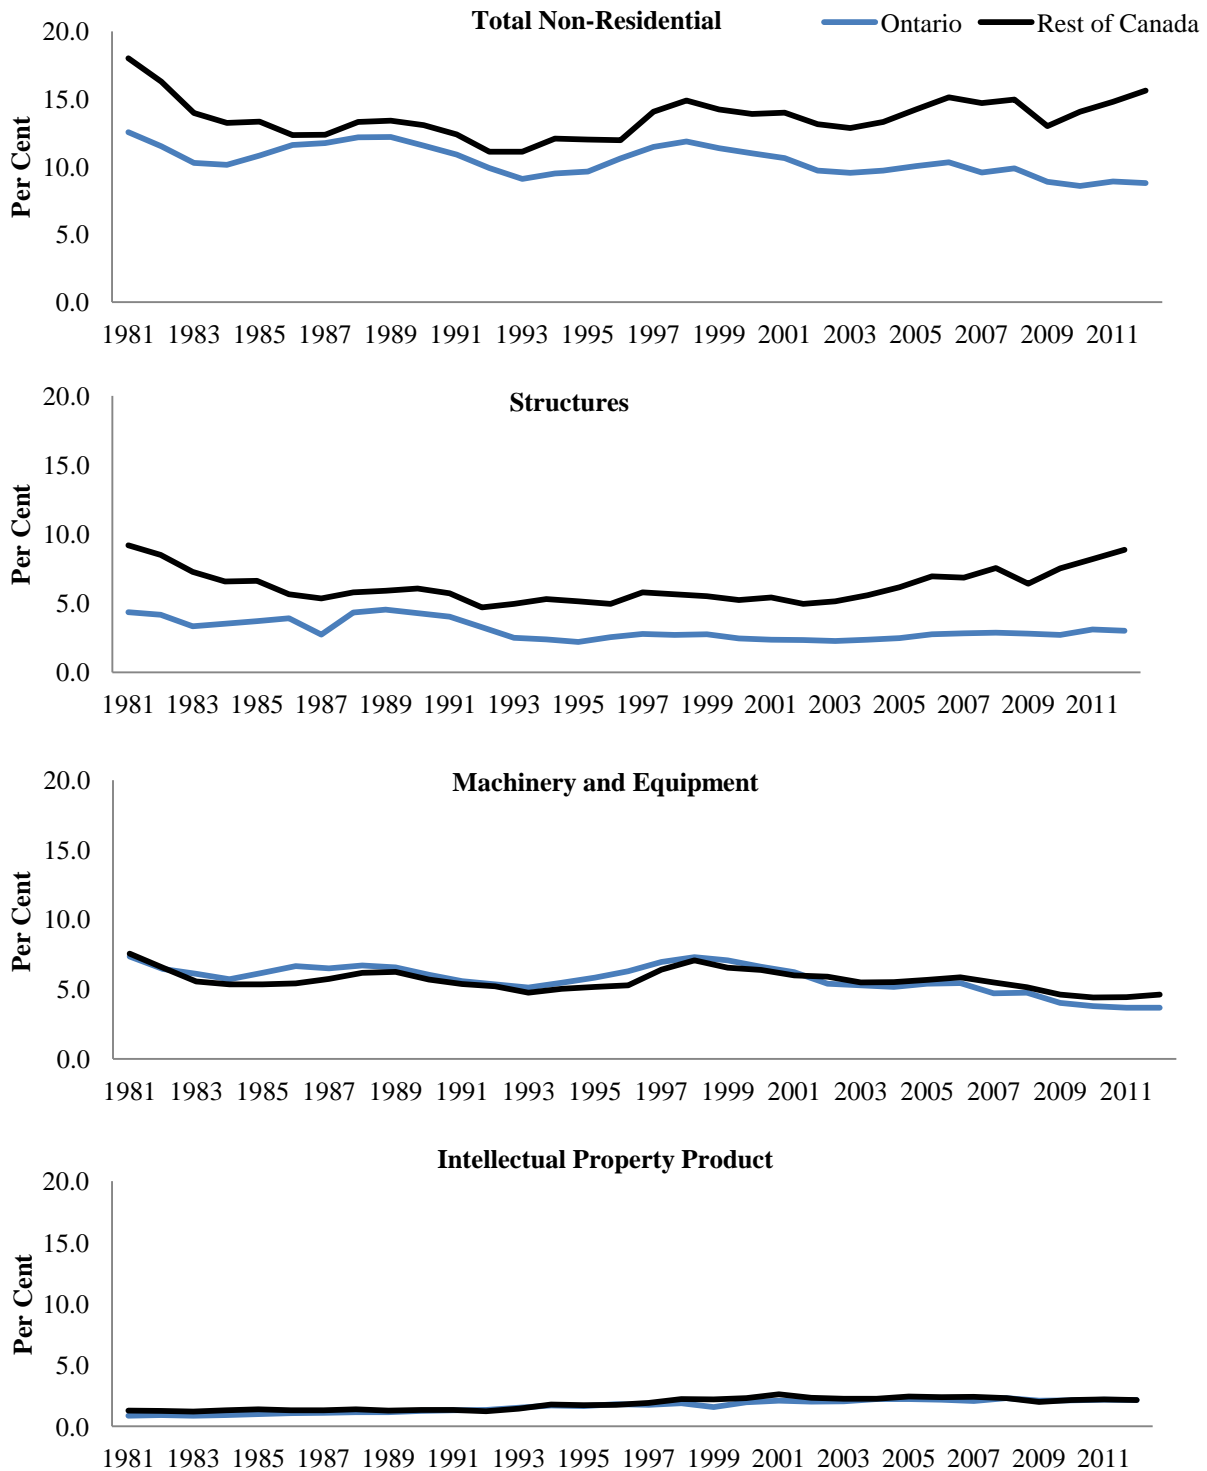 Total Non-Residential
Ontario Rest of Canada
Per Cent
20.0
15.0
10.0
5.0
0.0
1981 1983 1985 1987 1989 1991 1993 1995 1997 1999 2001 2003 2005 2007 2009 2011
Structures
Per Cent
20.0
15.0
10.0
5.0
0.0
1981 1983 1985 1987 1989 1991 1993 1995 1997 1999 2001 2003 2005 2007 2009 2011
Machinery and Equipment
Per Cent
20.0
15.0
10.0
5.0
0.0
1981 1983 1985 1987 1989 1991 1993 1995 1997 1999 2001 2003 2005 2007 2009 2011
Intellectual Property Product
Per Cent
20.0
15.0
10.0
5.0
0.0
1981 1983 1985 1987 1989 1991 1993 1995 1997 1999 2001 2003 2005 2007 2009 2011